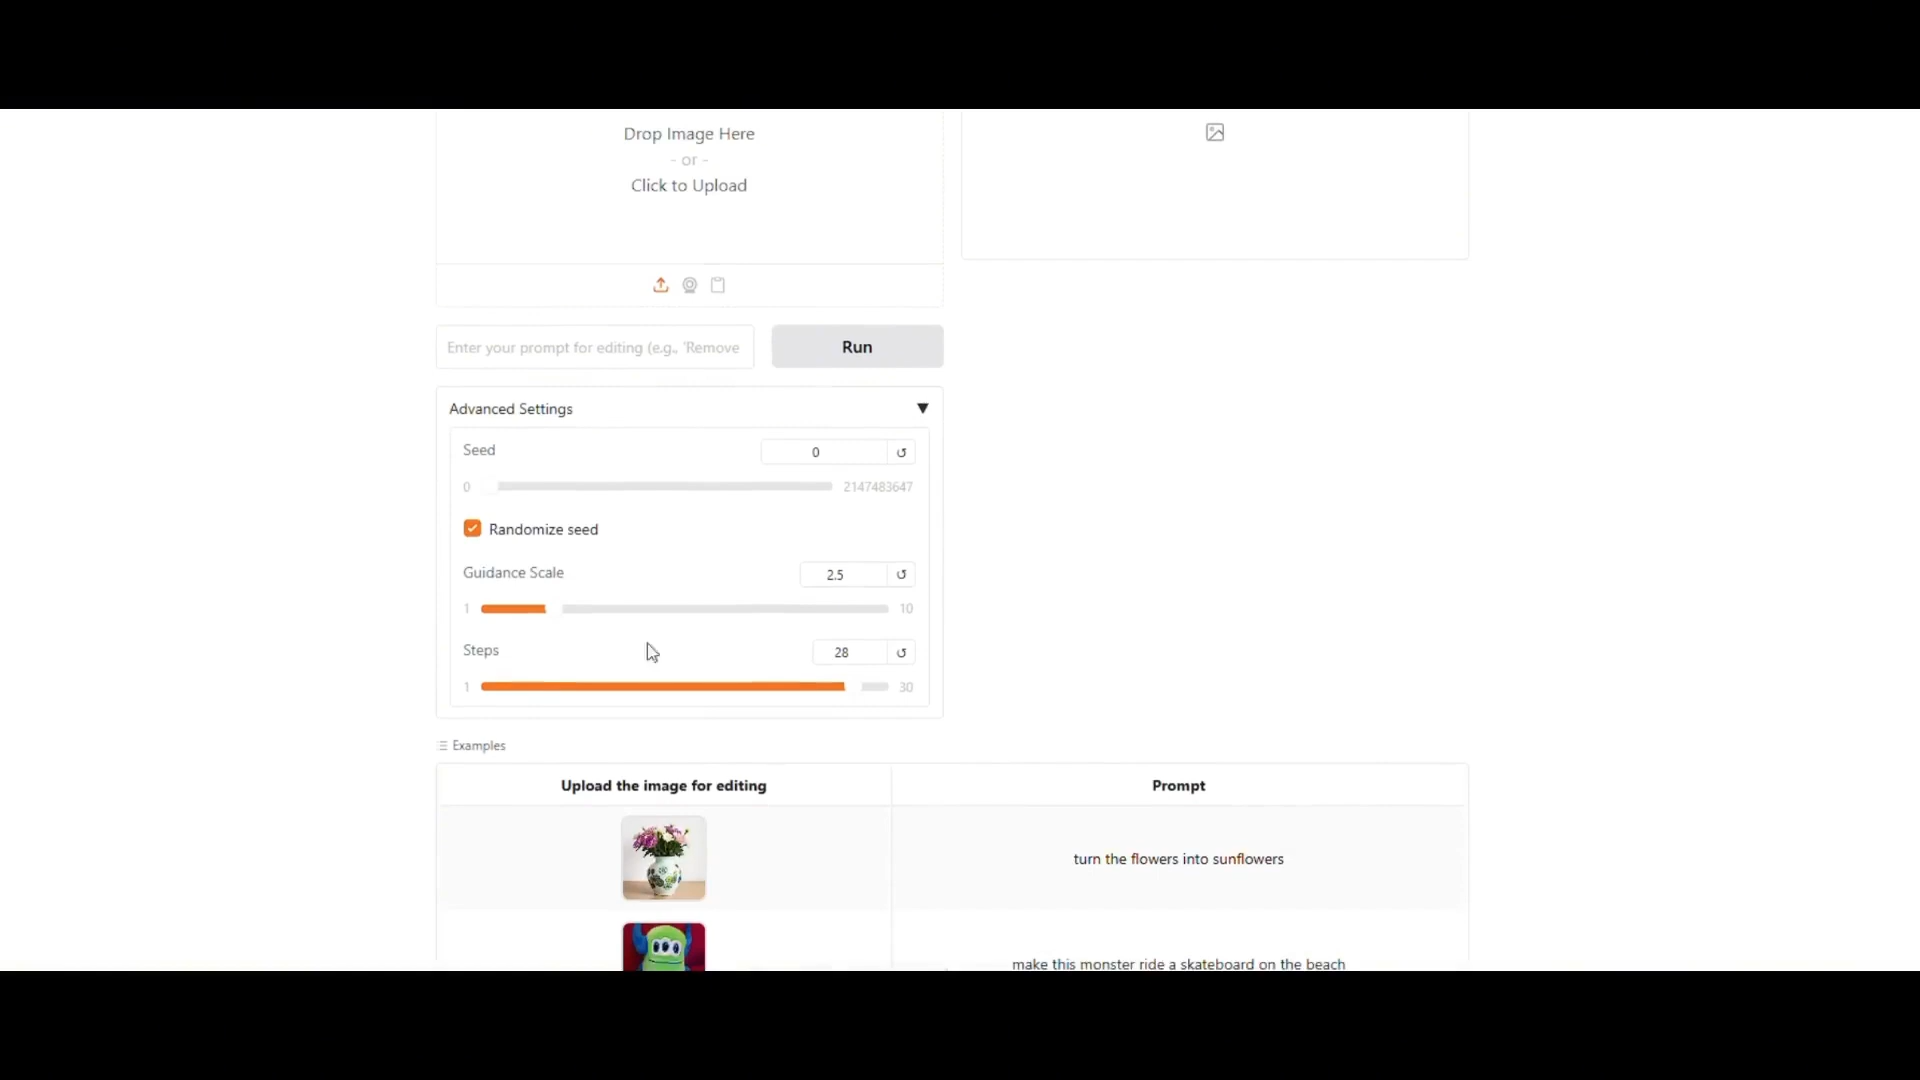 Drop Image Here
- or -
Click to Upload
Enter your prompt for editing (e.g., 'Remove
Run
Advanced Settings
Seed
0
0
2147483647
Randomize seed
Guidance Scale
2.5
1
10
Steps
28
1
30
Examples
Upload the image for editing
Prompt
turn the flowers into sunflowers
make this monster ride a skateboard on the beach